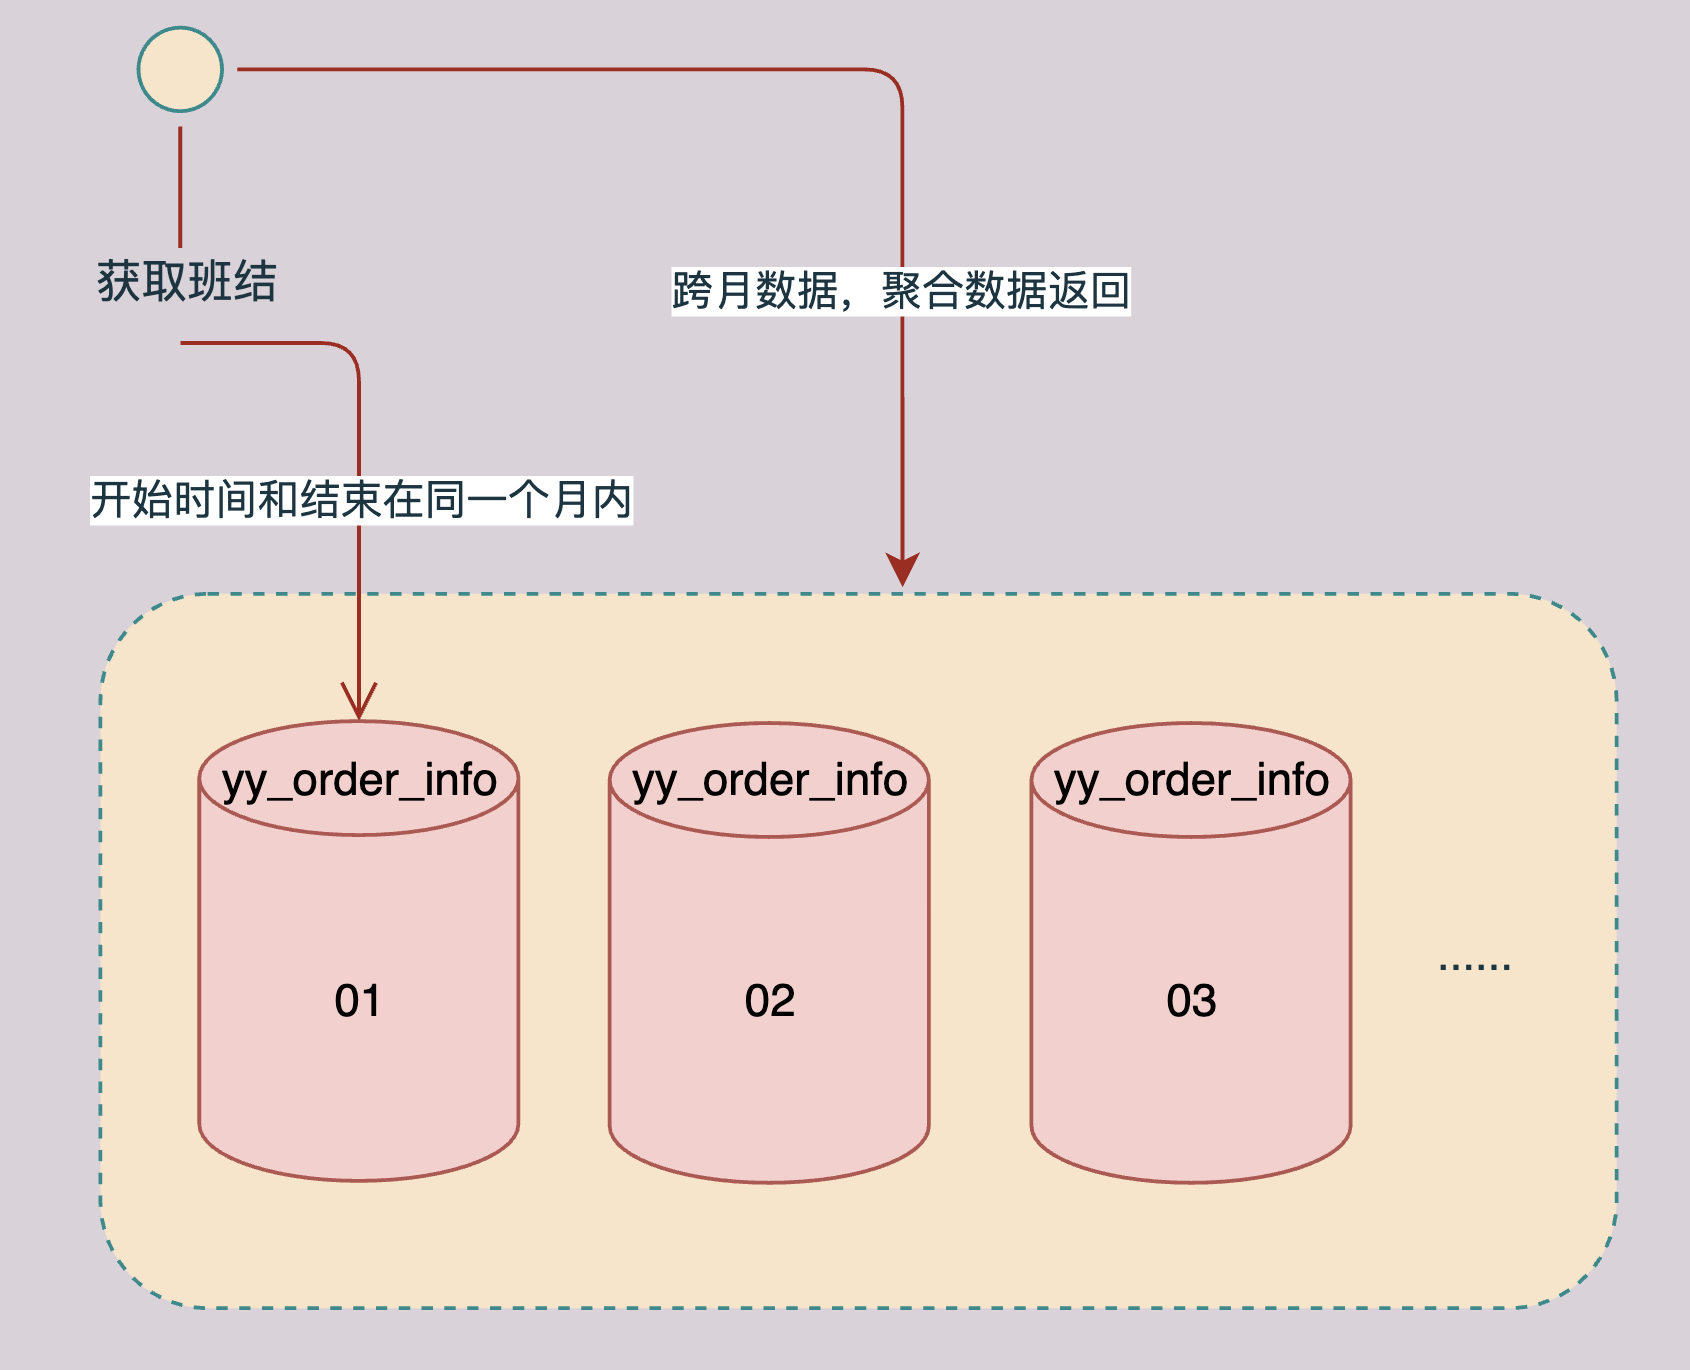 获取班结
跨月数据，聚合数据返回
开始时间和结束在同一个月内
yy_order_info
01
yy_order_info
02
yy_order_info
03
······